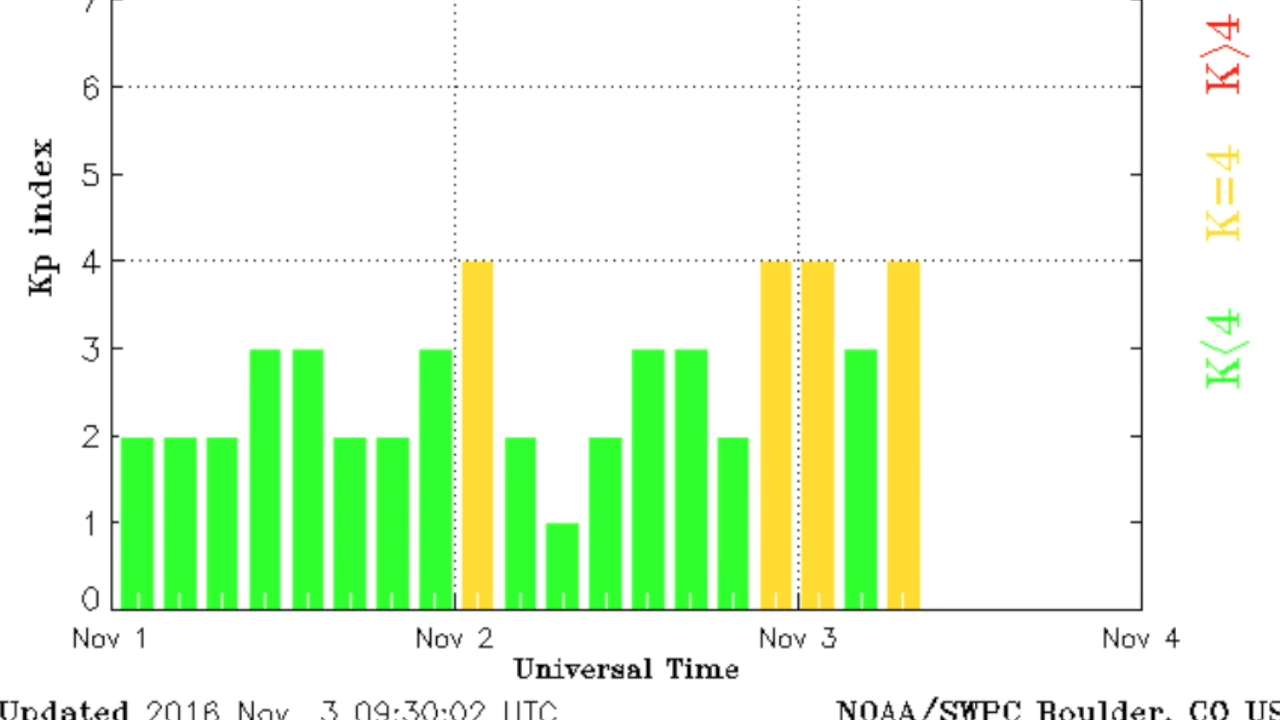 7
6
5
4
3
2
1
0
Kp index
K>4
K=4
K<4
Nov 1 Nov 2 Nov 3 Nov 4
Universal Time
Updated 2016 Nov 3 09:30:02 UTC
NOAA/SWPC Boulder, CO US